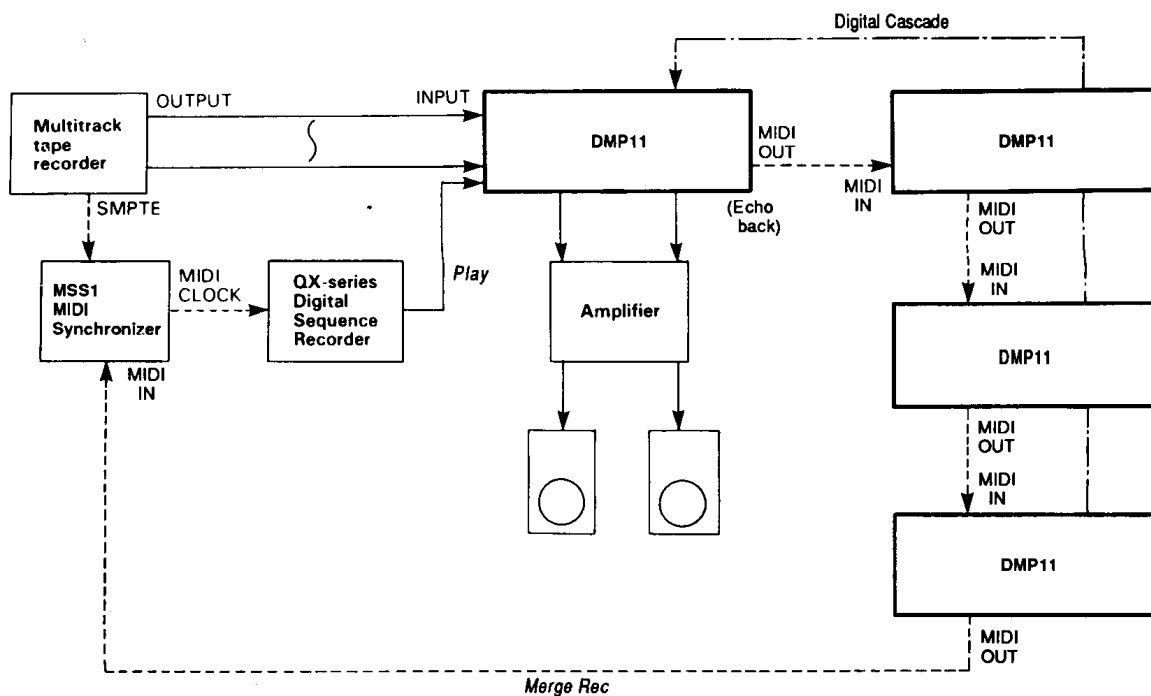 Digital Cascade
OUTPUT
INPUT
Multitrack
tape
recorder
DMP11
MIDI
OUT
DMP11
MIDI
IN
SMPTE
(Echo
back)
MIDI
OUT
MSS1
MIDI
Synchronizer
MIDI
CLOCK
QX-series
Digital
Sequence
Recorder
Play
Amplifier
MIDI
IN
MIDI
IN
DMP11
MIDI
OUT
MIDI
IN
DMP11
MIDI
OUT
Merge Rec